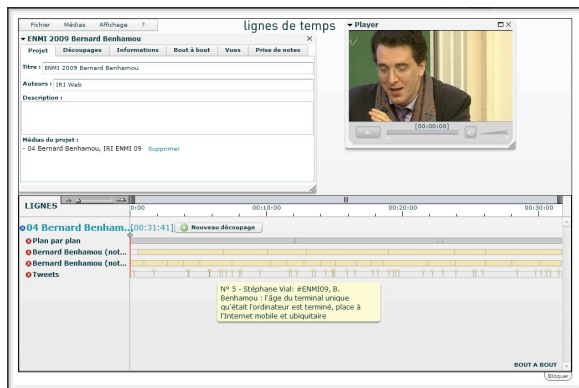 Fichier Médias Affichage ?
lignes de temps
Player
ENMI 2009 Bernard Benhamou
Projet Découpages Informations Bout à bout Vues Prise de notes
Titre : ENMI 2009 Bernard Benhamou
Auteurs : IRI Web
Description :
[00:00:00]
Médias du projet :
- 04 Bernard Benhamou, IRI ENMI 09 Supprimer
LIGNES
0:00 00:10:00 00:20:00 00:30:00
04 Bernard Benham..[00:31:41] Nouveau découpage
Plan par plan
Bernard Benhamou (not...
Bernard Benhamou (not...
Tweets
N° 5 - Stéphane Vial: #ENMI09, B.
Benhamou : l'âge du terminal unique
qu'était l'ordinateur est terminé, place à
l'Internet mobile et ubiquitaire
BOUT A BOUT
Bloquer